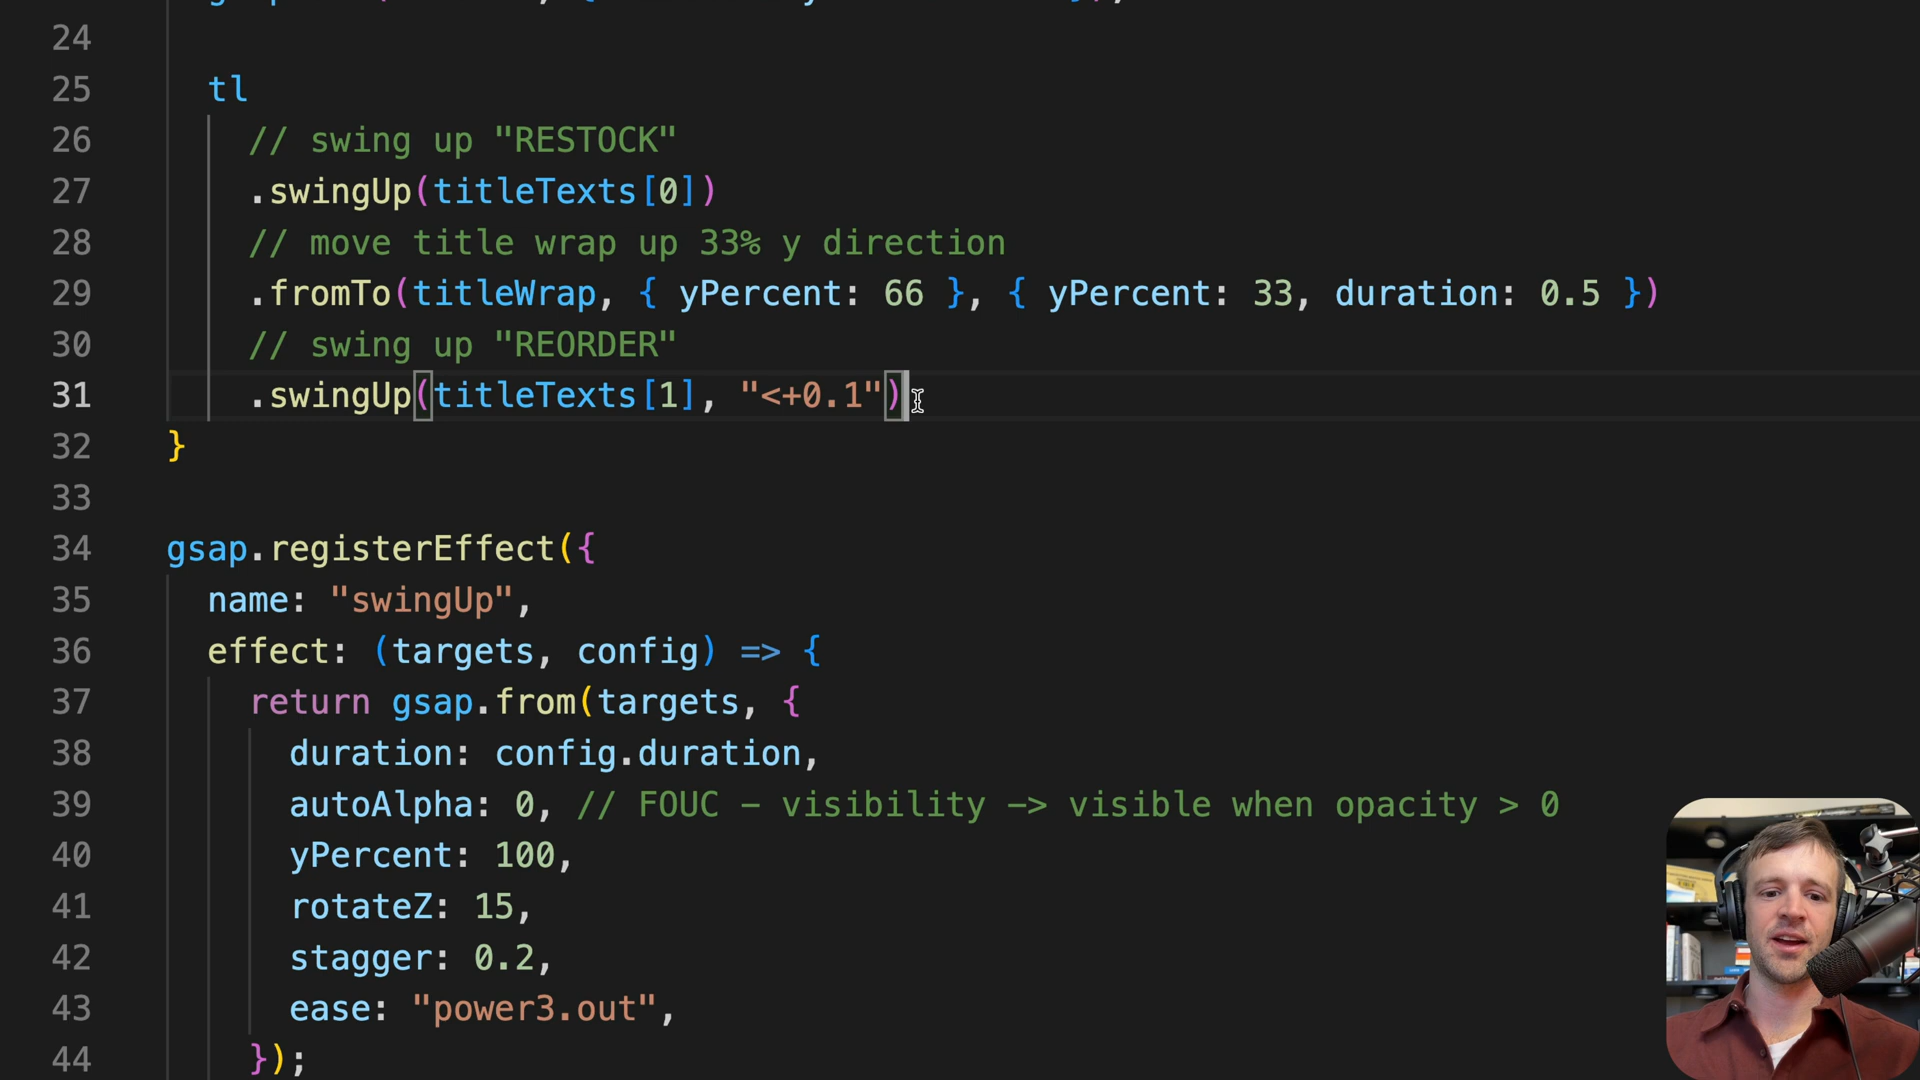 24
25 tl
26 // swing up "RESTOCK"
27 .swingUp(titleTexts[0])
28 // move title wrap up 33% y direction
29 .fromTo(titleWrap, { yPercent: 66 }, { yPercent: 33, duration: 0.5 })
30 // swing up "REORDER"
31 .swingUp(titleTexts[1], "<+0.1")
32 }
33
34 gsap.registerEffect({
35 name: "swingUp",
36 effect: (targets, config) => {
37 return gsap.from(targets, {
38 duration: config.duration,
39 autoAlpha: 0, // FOUC – visibility –> visible when opacity > 0
40 yPercent: 100,
41 rotateZ: 15,
42 stagger: 0.2,
43 ease: "power3.out",
44 });